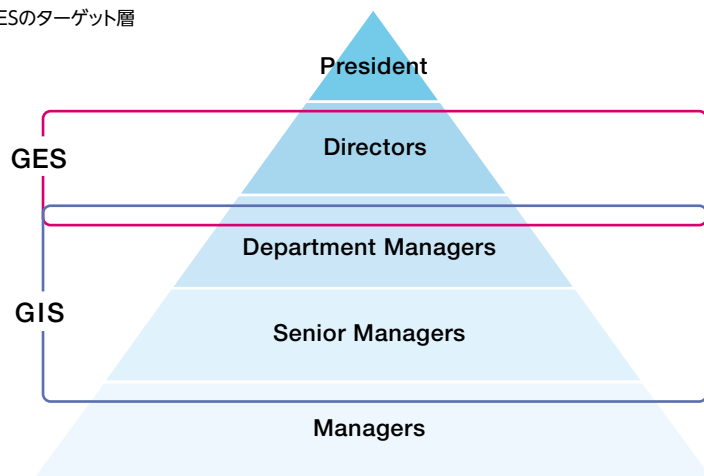 ESのターゲット層
President
Directors
GES
Department Managers
GIS
Senior Managers
Managers